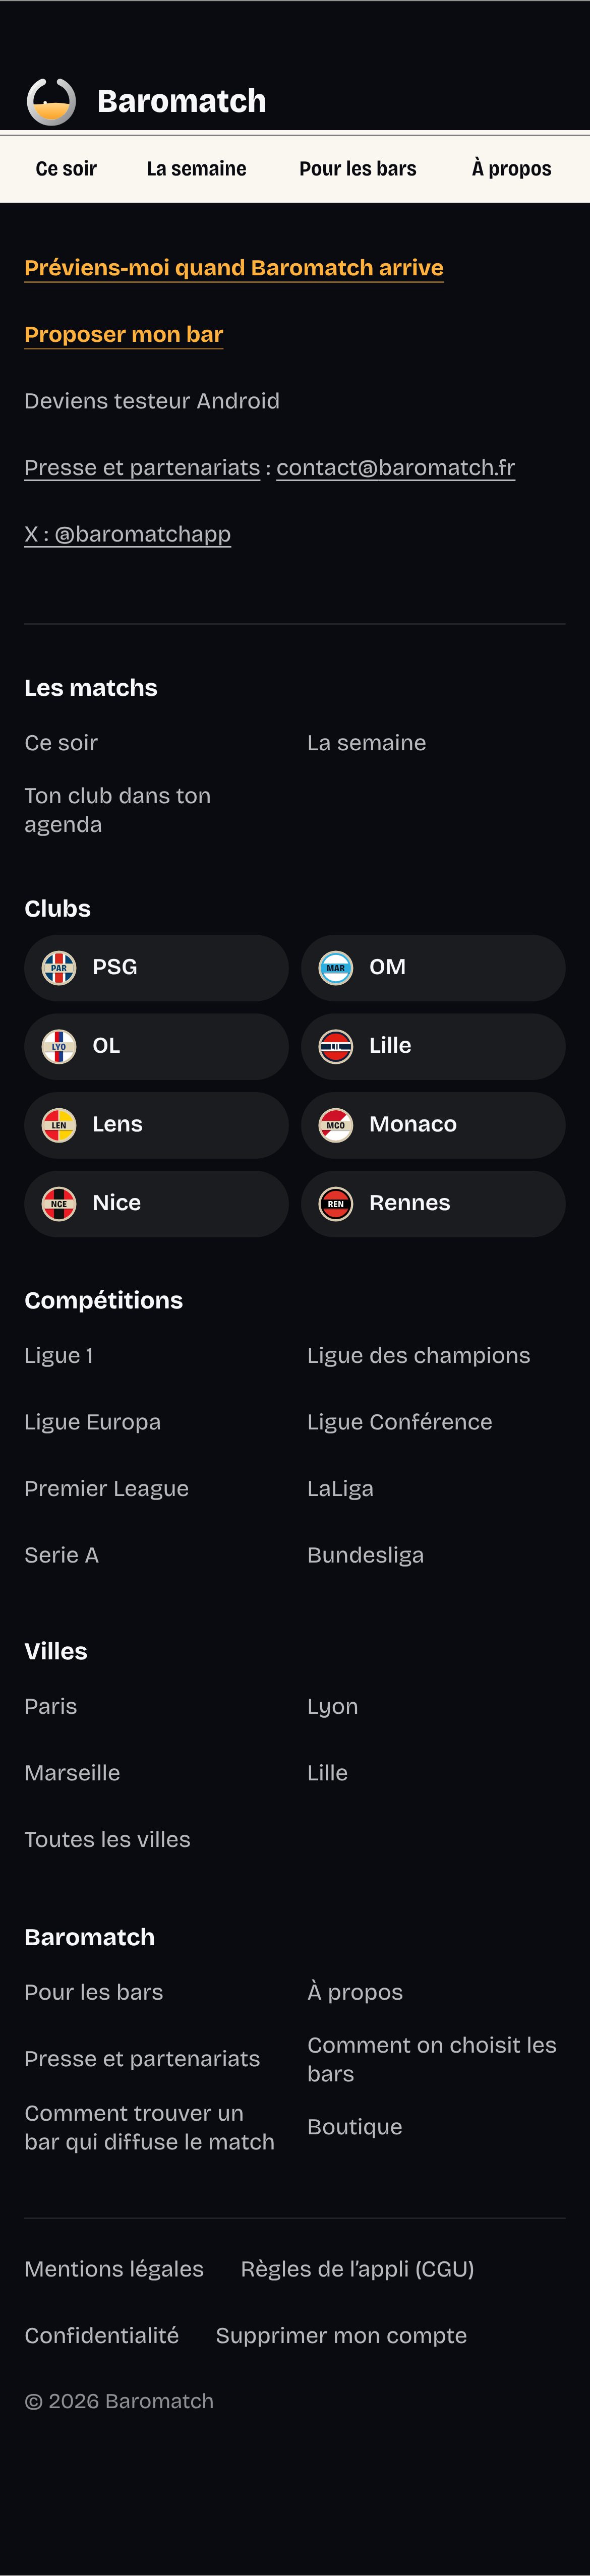 Baromatch
Ce soir La semaine Pour les bars À propos
Préviens-moi quand Baromatch arrive
Proposer mon bar
Deviens testeur Android
Presse et partenariats : contact@baromatch.fr
X : @baromatchapp
Les matchs
Ce soir La semaine
Ton club dans ton
agenda
Clubs
PAR PSG MAR OM
LYO OL LIL Lille
LEN Lens MCO Monaco
NCE Nice REN Rennes
Compétitions
Ligue 1 Ligue des champions
Ligue Europa Ligue Conférence
Premier League LaLiga
Serie A Bundesliga
Villes
Paris Lyon
Marseille Lille
Toutes les villes
Baromatch
Pour les bars À propos
Presse et partenariats Comment on choisit les
bars
Comment trouver un
bar qui diffuse le match Boutique
Mentions légales Règles de l’appli (CGU)
Confidentialité Supprimer mon compte
© 2026 Baromatch